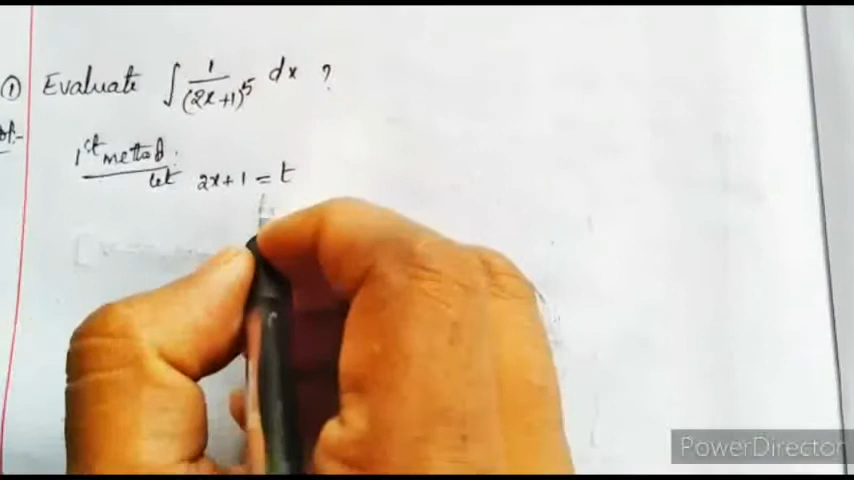 ① Evaluate ∫ 1/(2x+1)^5 dx ?
1st method:
let 2x+1 = t
PowerDirector